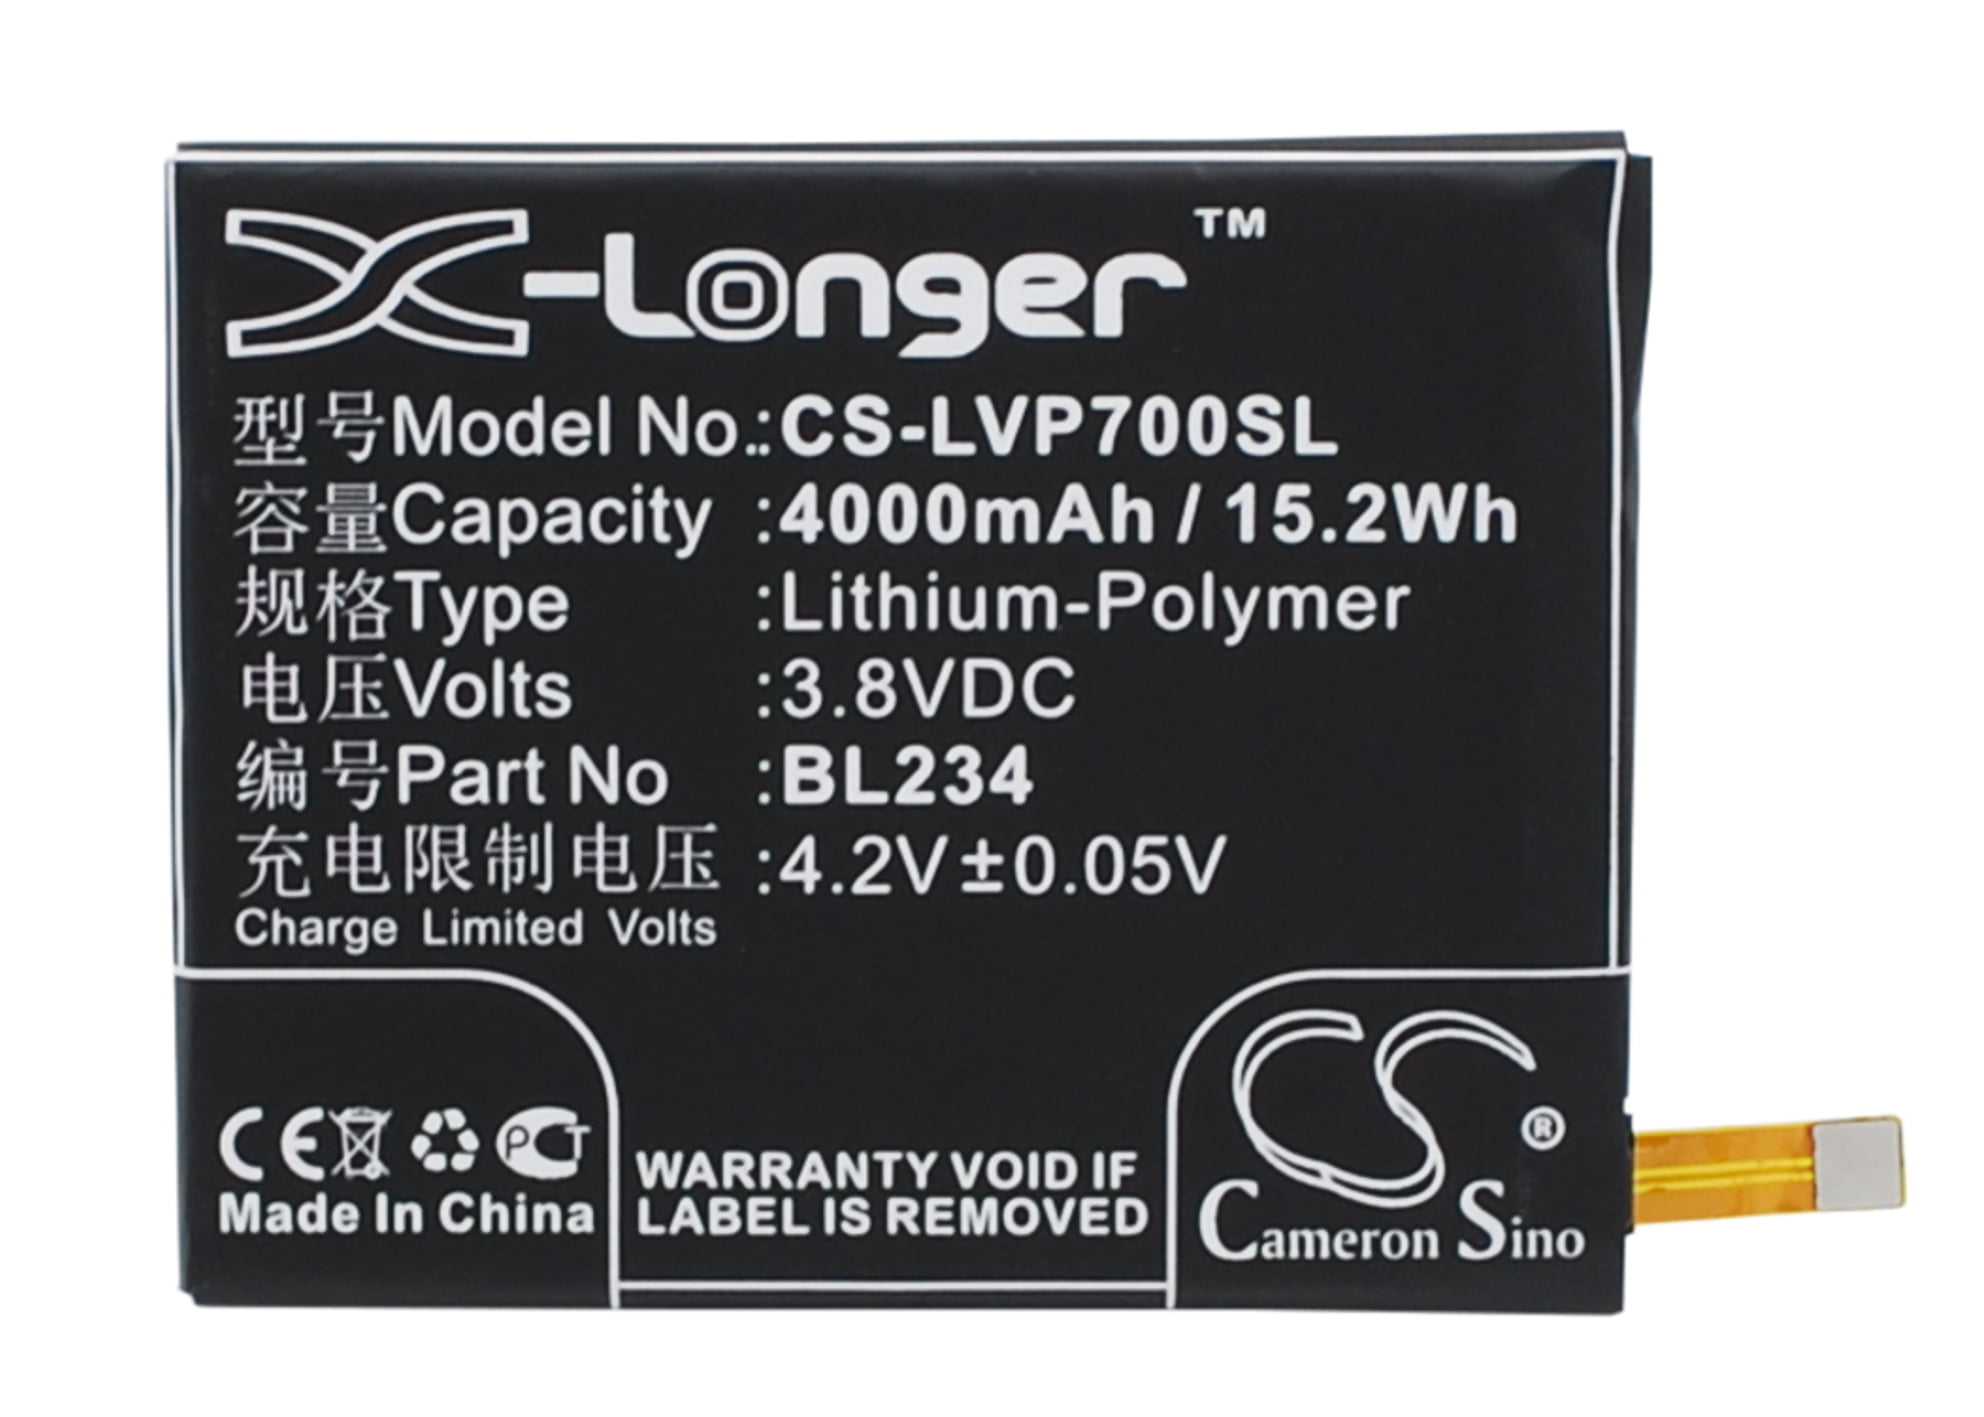 X-Longer™
型号Model No.:CS-LVP700SL
容量Capacity :4000mAh / 15.2Wh
规格Type :Lithium-Polymer
电压Volts :3.8VDC
编号Part No :BL234
充电限制电压 :4.2V±0.05V
Charge Limited Volts
CE PCT
Made In China
WARRANTY VOID IF
LABEL IS REMOVED
CS ®
Cameron Sino